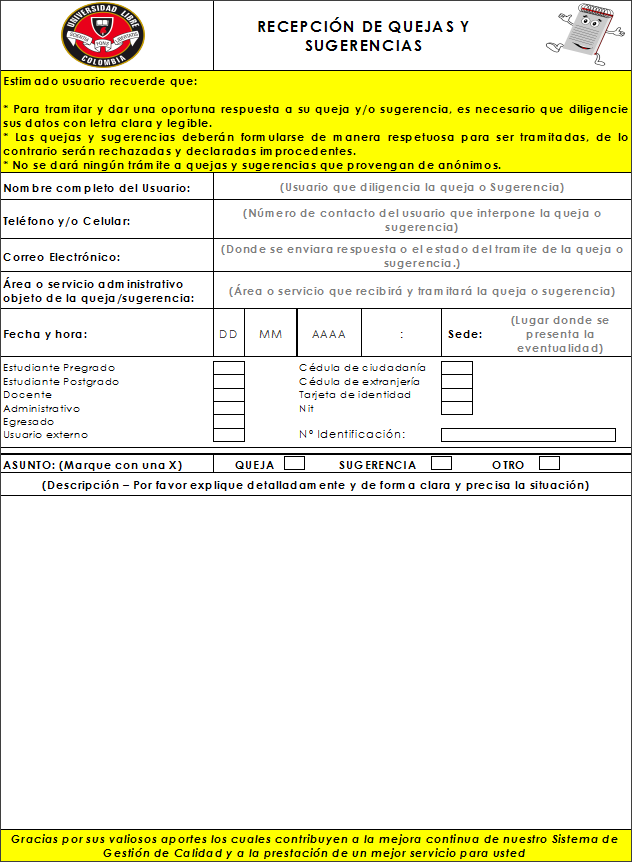 UNIVERSIDAD LIBRE
COLOMBIA
RECEPCIÓN DE QUEJAS Y
SUGERENCIAS
Estimado usuario recuerde que:
* Para tramitar y dar una oportuna respuesta a su queja y/o sugerencia, es necesario que diligencie
sus datos con letra clara y legible.
* Las quejas y sugerencias deberán formularse de manera respetuosa para ser tramitadas, de lo
contrario serán rechazadas y declaradas improcedentes.
* No se dará ningún trámite a quejas y sugerencias que provengan de anónimos.
Nombre completo del Usuario:
(Usuario que diligencia la queja o Sugerencia)
Teléfono y/o Celular:
(Número de contacto del usuario que interpone la queja o
sugerencia)
Correo Electrónico:
(Donde se enviara respuesta o el estado del tramite de la queja o
sugerencia.)
Área o servicio administrativo
objeto de la queja/sugerencia:
(Área o servicio que recibirá y tramitará la queja o sugerencia)
Fecha y hora:
DD MM AAAA :
Sede:
(Lugar donde se
presenta la
eventualidad)
Estudiante Pregrado
Estudiante Postgrado
Docente
Administrativo
Egresado
Usuario externo
Cédula de ciudadanía
Cédula de extranjería
Tarjeta de identidad
Nit
Nº Identificación:
ASUNTO: (Marque con una X) QUEJA SUGERENCIA OTRO
(Descripción – Por favor explique detalladamente y de forma clara y precisa la situación)
Gracias por sus valiosos aportes los cuales contribuyen a la mejora continua de nuestro Sistema de
Gestión de Calidad y a la prestación de un mejor servicio para usted